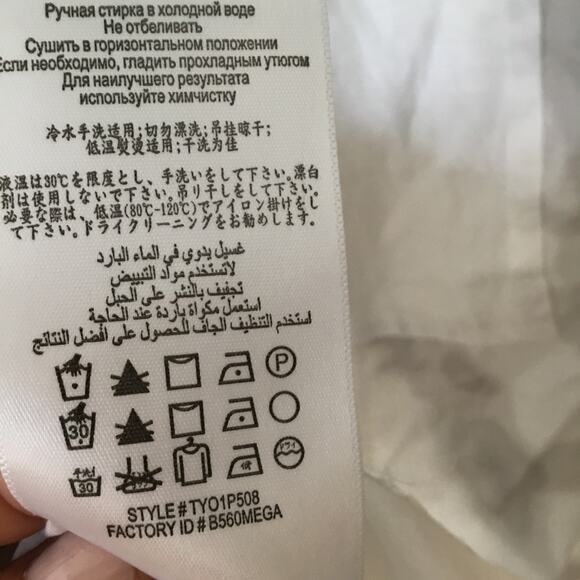 Ручная стирка в холодной воде
Не отбеливать
Сушить в горизонтальном положении
Если необходимо, гладить прохладным утюгом
Для наилучшего результата
используйте химчистку
冷水手洗适用;切勿漂洗;吊挂晾干;
低温熨烫适用;干洗为佳
液温は30℃を限度とし、手洗いをして下さい。漂白
剤は使用しないで下さい。吊り干しをして下さい。
必要な際は、低温(80℃-120℃)でアイロン掛けをし
て下さい。ドライクリーニングをお勧めします。
غسيل يدوي في الماء البارد
لاتستخدم مواد التبييض
تجفيف بالنشر على الحبل
استعمل مكواة باردة عند الحاجة
استخدم التنظيف الجاف للحصول على أفضل النتائج
P
30
手洗イ
30
低
ドライ
STYLE # TYO1P508
FACTORY ID # B560MEGA